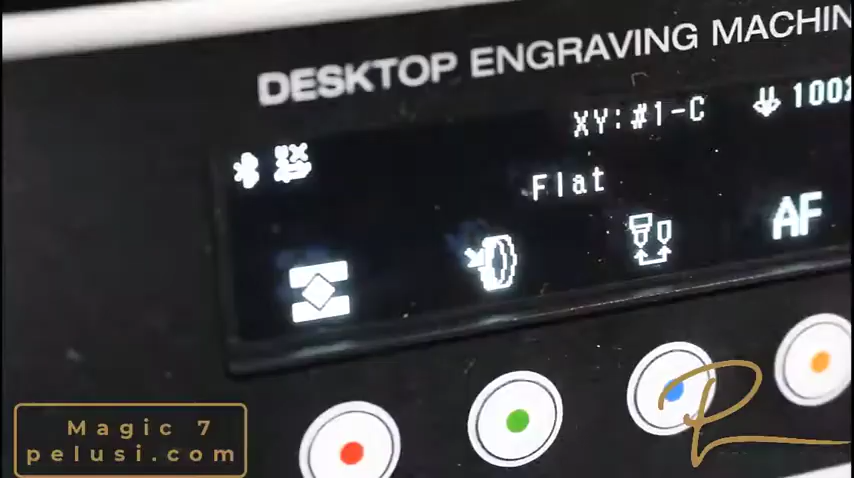 DESKTOP ENGRAVING MACHIN
XY:#1-C
100%
Flat
AF
Magic 7
pelusi.com